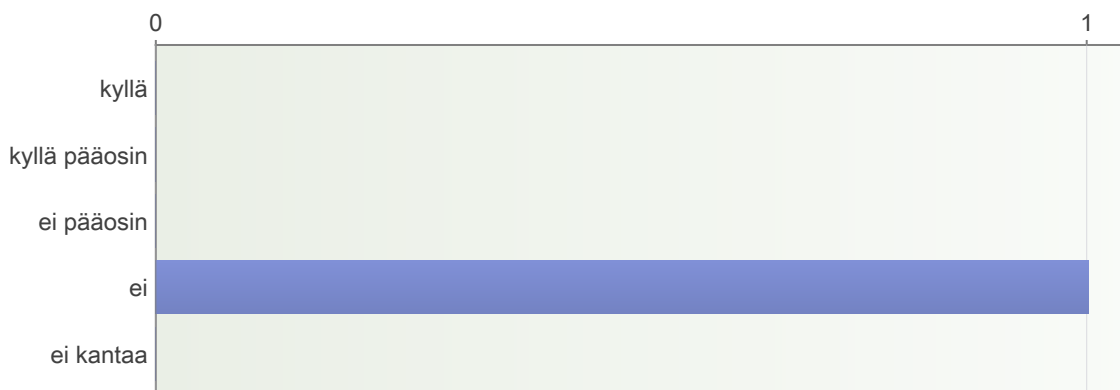 0 1
kyllä
kyllä pääosin
ei pääosin
ei
ei kantaa